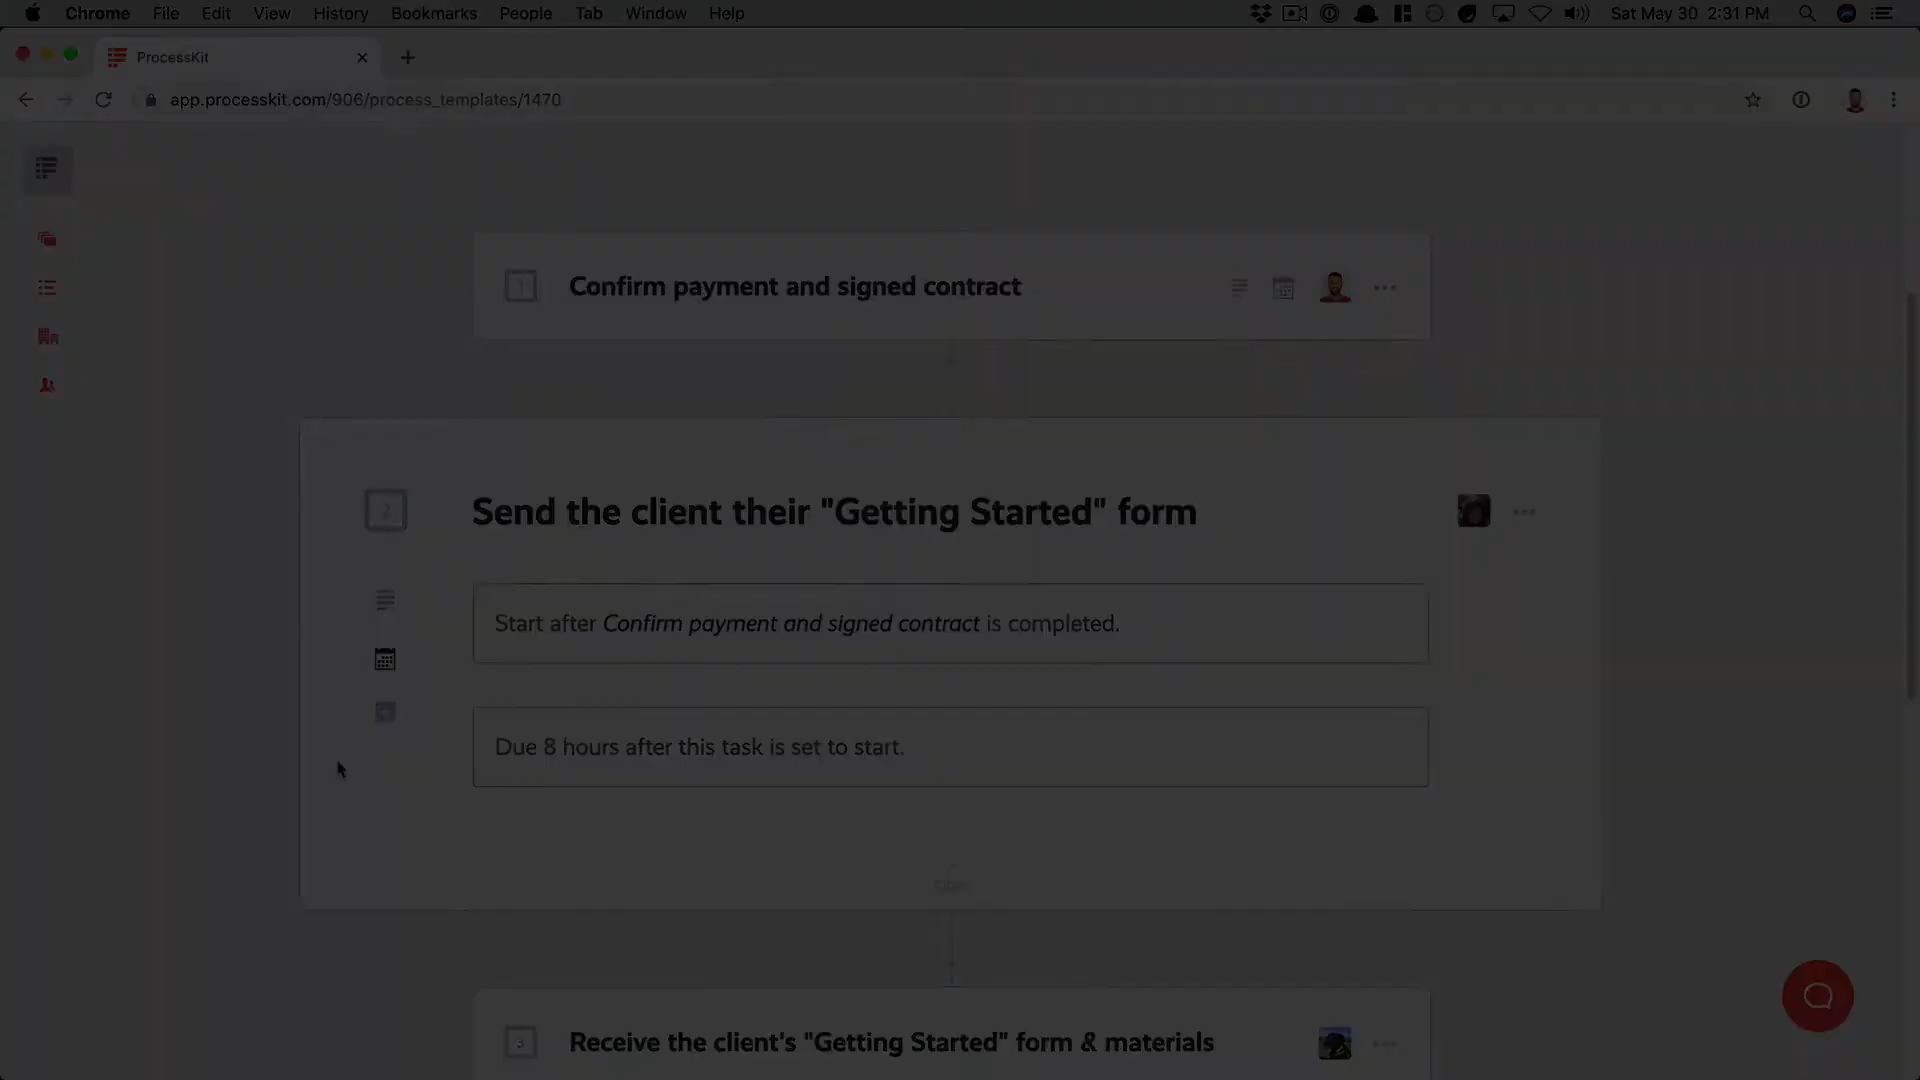 Chrome File Edit View History Bookmarks People Tab Window Help Sat May 30 2:31 PM
ProcessKit
app.processkit.com/906/process_templates/1470
1 Confirm payment and signed contract
2 Send the client their "Getting Started" form
Start after Confirm payment and signed contract is completed.
Due 8 hours after this task is set to start.
3 Receive the client's "Getting Started" form & materials